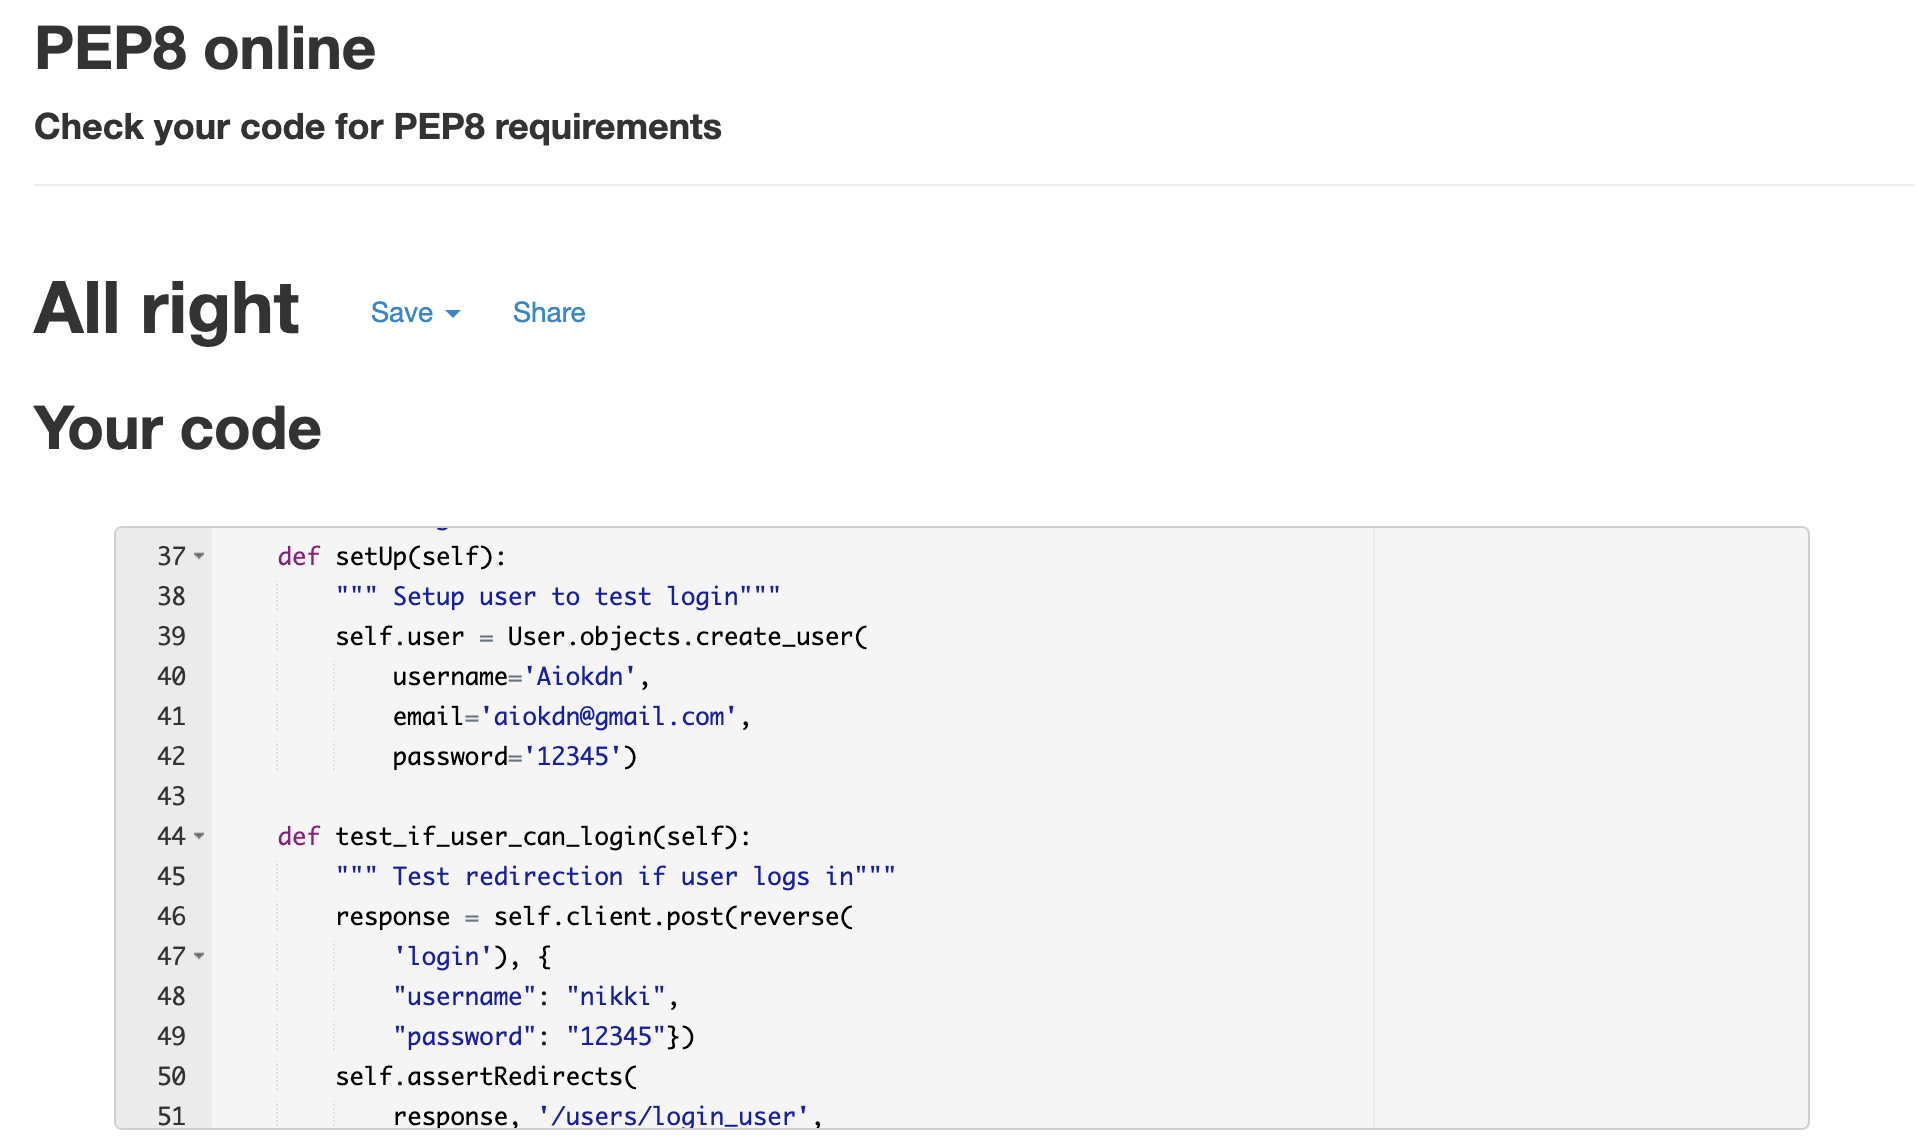 PEP8 online
Check your code for PEP8 requirements
All right Save Share
Your code
37 def setUp(self):
38 """ Setup user to test login"""
39 self.user = User.objects.create_user(
40 username='Aiokdn',
41 email='aiokdn@gmail.com',
42 password='12345')
43
44 def test_if_user_can_login(self):
45 """ Test redirection if user logs in"""
46 response = self.client.post(reverse(
47 'login'), {
48 "username": "nikki",
49 "password": "12345"})
50 self.assertRedirects(
51 response, '/users/login_user',